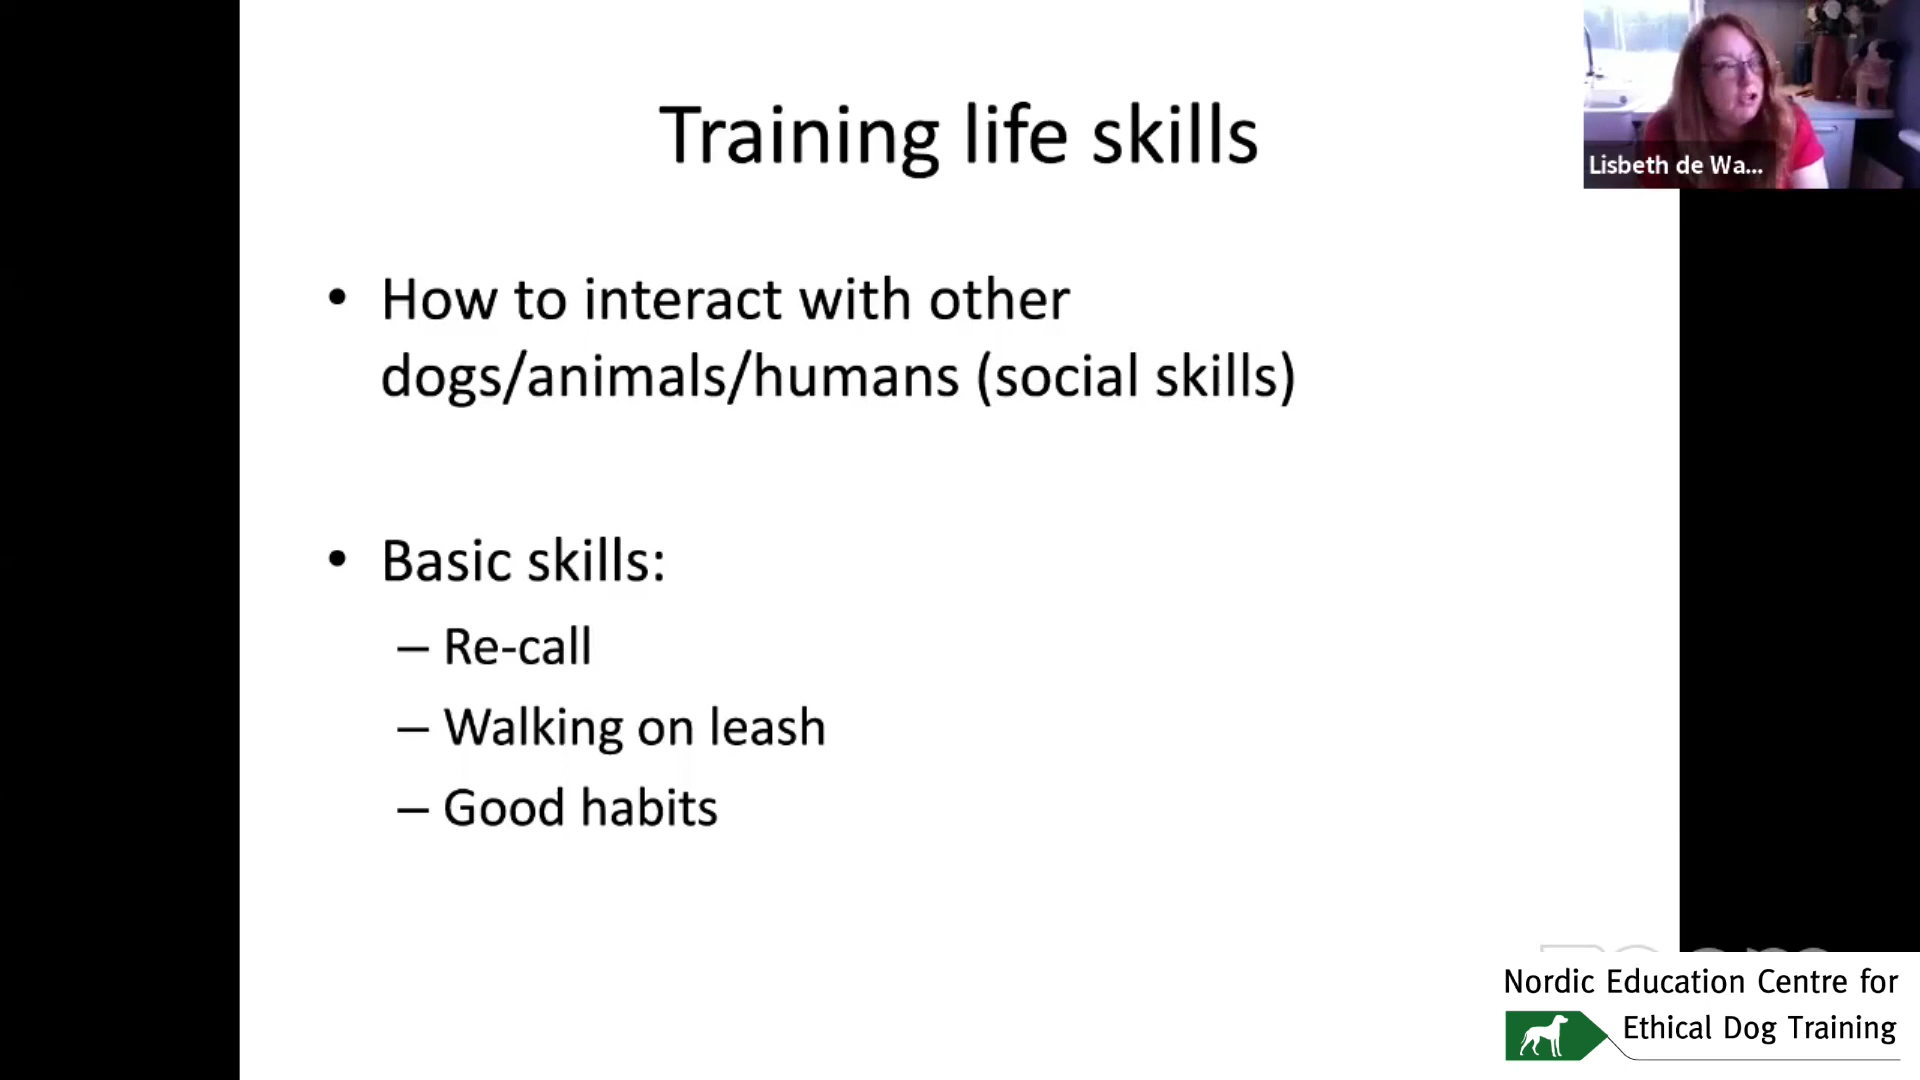 Training life skills
Lisbeth de Wa...
• How to interact with other
dogs/animals/humans (social skills)
• Basic skills:
– Re-call
– Walking on leash
– Good habits
Nordic Education Centre for
Ethical Dog Training